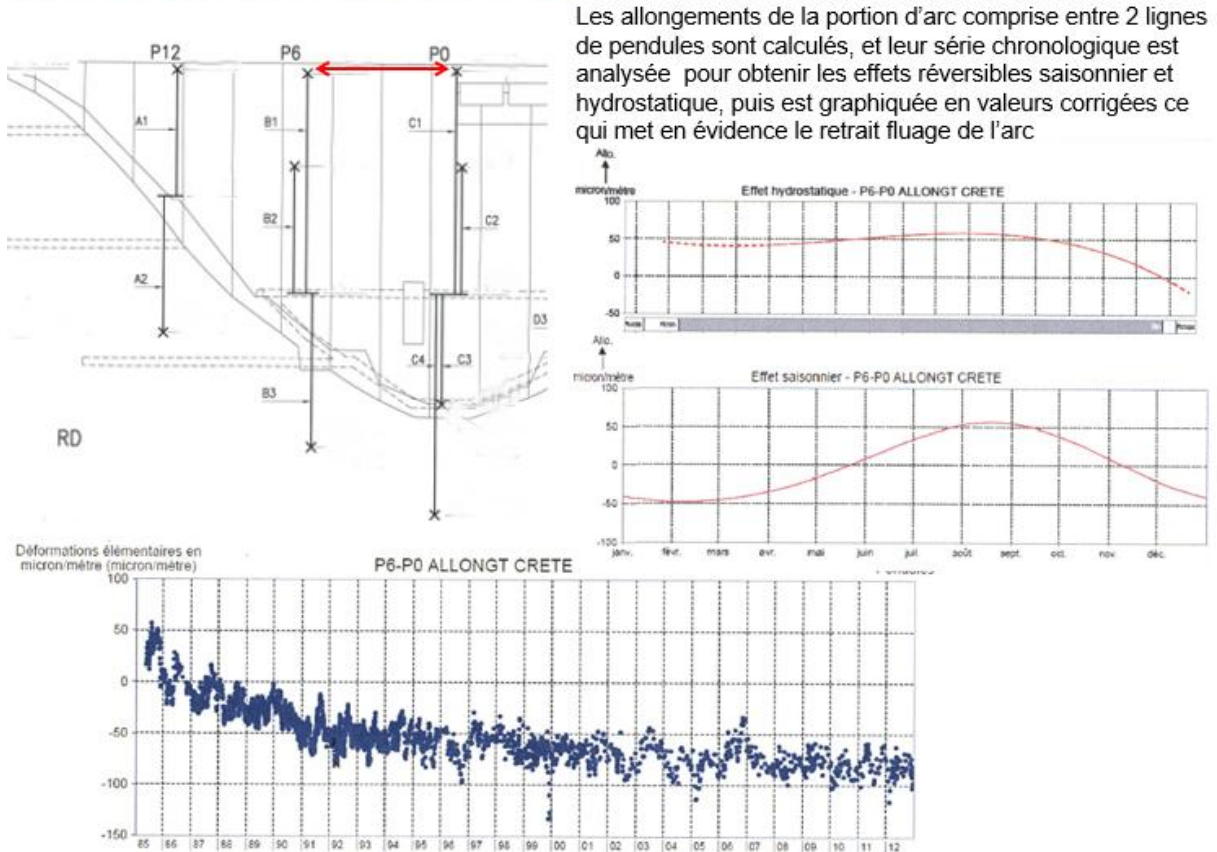 Les allongements de la portion d’arc comprise entre 2 lignes
de pendules sont calculés, et leur série chronologique est
analysée pour obtenir les effets réversibles saisonnier et
hydrostatique, puis est graphiquée en valeurs corrigées ce
qui met en évidence le retrait fluage de l’arc
P12 P6 P0
A1 B1 C1
B2 C2
A2
D3
C4 C3
B3
RD
Allo.
micron/mètre
Effet hydrostatique - P6-P0 ALLONGT CRETE
100
50
0
-50
Allo.
micron/mètre
Effet saisonnier - P6-P0 ALLONGT CRETE
100
50
0
-50
-100
janv. févr. mars avr. mai juin juil. août sept. oct. nov. déc.
Déformations élémentaires en
micron/mètre (micron/mètre)
P6-P0 ALLONGT CRETE
100
50
0
-50
-100
-150
85 86 87 88 89 90 91 92 93 94 95 96 97 98 99 00 01 02 03 04 05 06 07 08 09 10 11 12